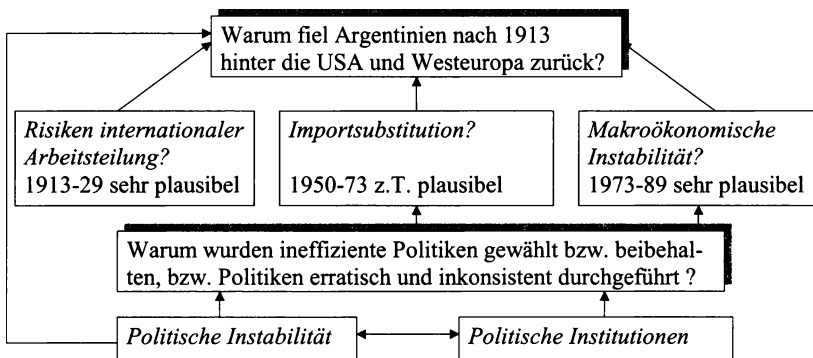 Warum fiel Argentinien nach 1913
hinter die USA und Westeuropa zurück?
Risiken internationaler
Arbeitsteilung?
1913-29 sehr plausibel
Importsubstitution?
1950-73 z.T. plausibel
Makroökonomische
Instabilität?
1973-89 sehr plausibel
Warum wurden ineffiziente Politiken gewählt bzw. beibehal-
ten, bzw. Politiken erratisch und inkonsistent durchgeführt ?
Politische Instabilität
Politische Institutionen